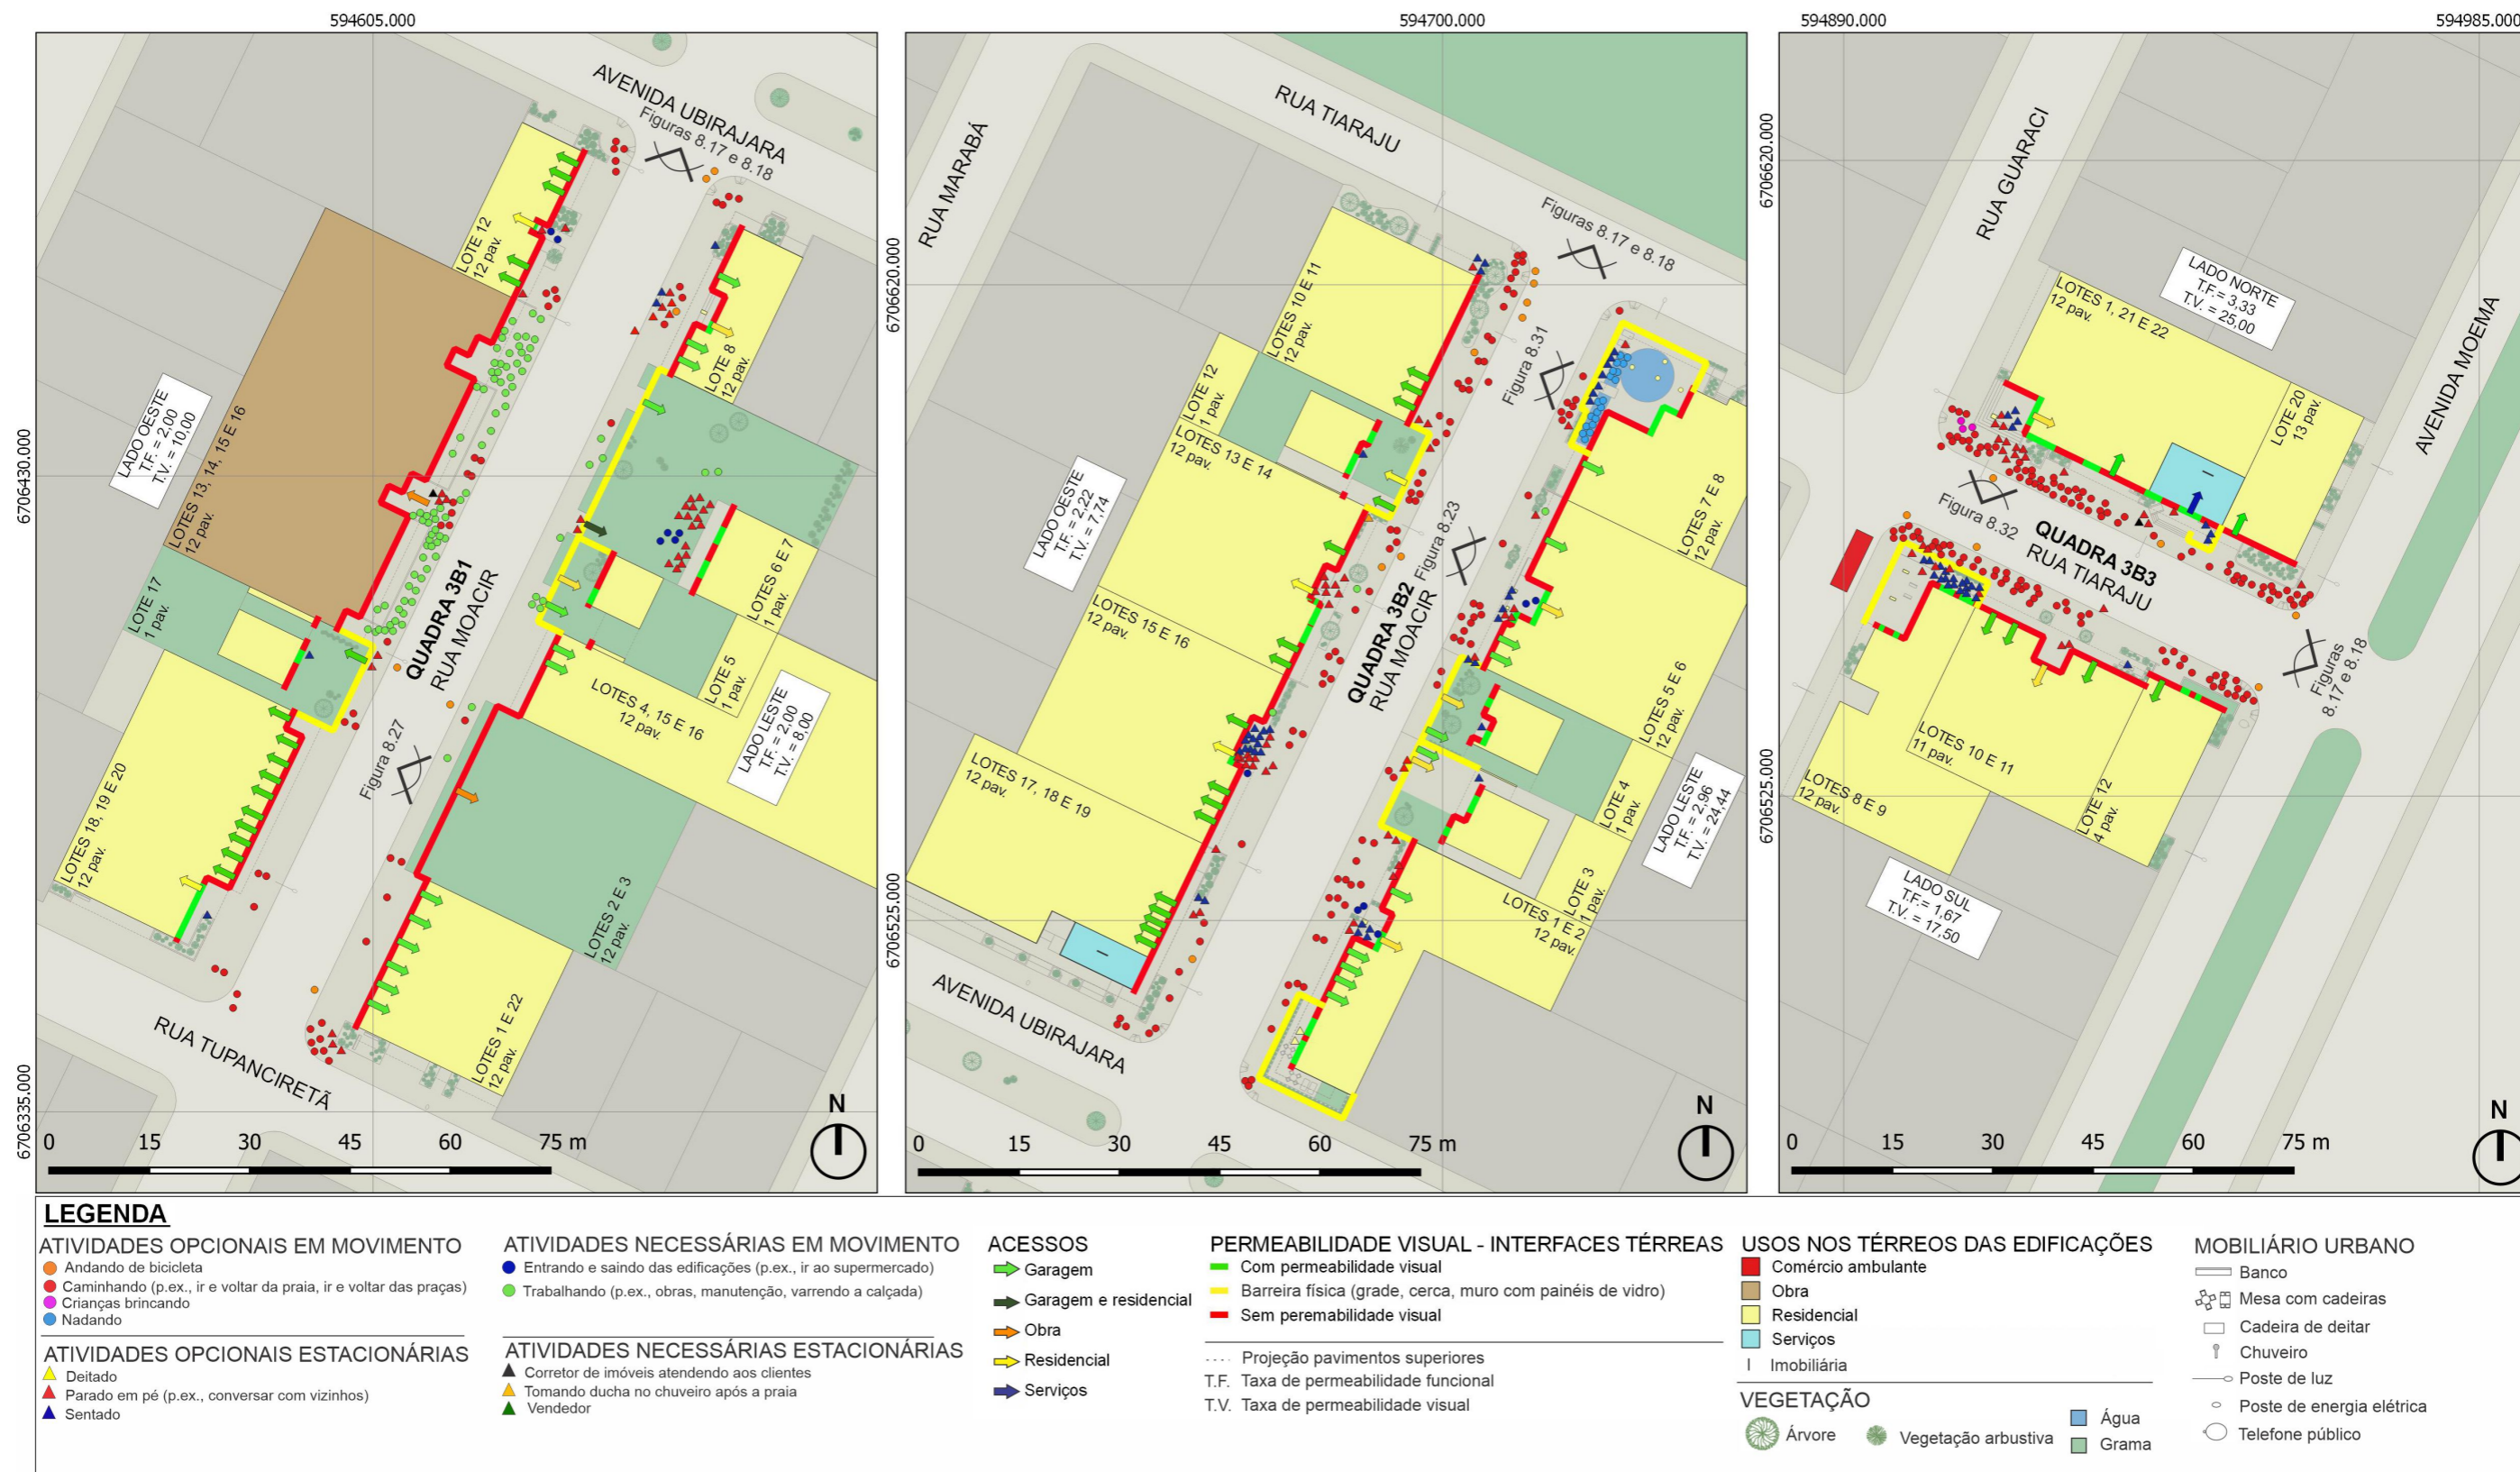 594605.000
594700.000
594890.000
594985.000
AVENIDA UBIRAJARA
Figuras 8.17 e 8.18
LOTE 12
12 pav.
LOTE 8
12 pav.
LADO OESTE
T.F. = 2,00
T.V. = 10,00
LOTES 13, 14, 15 E 16
12 pav.
6706430.000
LOTE 17
1 pav.
QUADRA 3B1
RUA MOACIR
LOTES 6 E 7
1 pav.
LOTE 5
1 pav.
LOTES 4, 15 E 16
12 pav.
LADO LESTE
T.F. = 2,00
T.V. = 8,00
Figura 8.27
LOTES 18, 19 E 20
12 pav.
LOTES 2 E 3
12 pav.
LOTES 1 E 22
12 pav.
RUA TUPANCIRETÃ
6706335.000
N
0 15 30 45 60 75 m
RUA MARABÁ
RUA TIARAJU
Figuras 8.17 e 8.18
6706620.000
LOTES 10 E 11
12 pav.
Figura 8.31
LOTE 12
1 pav.
LOTES 13 E 14
12 pav.
LADO OESTE
T.F. = 2,22
T.V. = 7,74
LOTES 7 E 8
12 pav.
Figura 8.23
LOTES 15 E 16
12 pav.
QUADRA 3B2
RUA MOACIR
LOTES 5 E 6
12 pav.
LOTES 17, 18 E 19
12 pav.
LOTE 4
1 pav.
LADO LESTE
T.F. = 2,96
T.V. = 24,44
LOTE 3
1 pav.
LOTES 1 E 2
12 pav.
6706525.000
I
AVENIDA UBIRAJARA
N
0 15 30 45 60 75 m
6706620.000
RUA GUARACI
LADO NORTE
T.F.= 3,33
T.V. = 25,00
LOTES 1, 21 E 22
12 pav.
AVENIDA MOEMA
LOTE 20
13 pav.
I
Figura 8.32
QUADRA 3B3
RUA TIARAJU
Figuras
8.17 e 8.18
LOTES 10 E 11
11 pav.
LOTES 8 E 9
12 pav.
LOTE 12
4 pav.
6706525.000
LADO SUL
T.F.= 1,67
T.V. = 17,50
N
0 15 30 45 60 75 m
LEGENDA
ATIVIDADES OPCIONAIS EM MOVIMENTO
Andando de bicicleta
Caminhando (p.ex., ir e voltar da praia, ir e voltar das praças)
Crianças brincando
Nadando
ATIVIDADES OPCIONAIS ESTACIONÁRIAS
Deitado
Parado em pé (p.ex., conversar com vizinhos)
Sentado
ATIVIDADES NECESSÁRIAS EM MOVIMENTO
Entrando e saindo das edificações (p.ex., ir ao supermercado)
Trabalhando (p.ex., obras, manutenção, varrendo a calçada)
ATIVIDADES NECESSÁRIAS ESTACIONÁRIAS
Corretor de imóveis atendendo aos clientes
Tomando ducha no chuveiro após a praia
Vendedor
ACESSOS
Garagem
Garagem e residencial
Obra
Residencial
Serviços
PERMEABILIDADE VISUAL - INTERFACES TÉRREAS
Com permeabilidade visual
Barreira física (grade, cerca, muro com painéis de vidro)
Sem peremabilidade visual
Projeção pavimentos superiores
T.F. Taxa de permeabilidade funcional
T.V. Taxa de permeabilidade visual
USOS NOS TÉRREOS DAS EDIFICAÇÕES
Comércio ambulante
Obra
Residencial
Serviços
I Imobiliária
VEGETAÇÃO
Árvore
Vegetação arbustiva
Água
Grama
MOBILIÁRIO URBANO
Banco
Mesa com cadeiras
Cadeira de deitar
Chuveiro
Poste de luz
Poste de energia elétrica
Telefone público